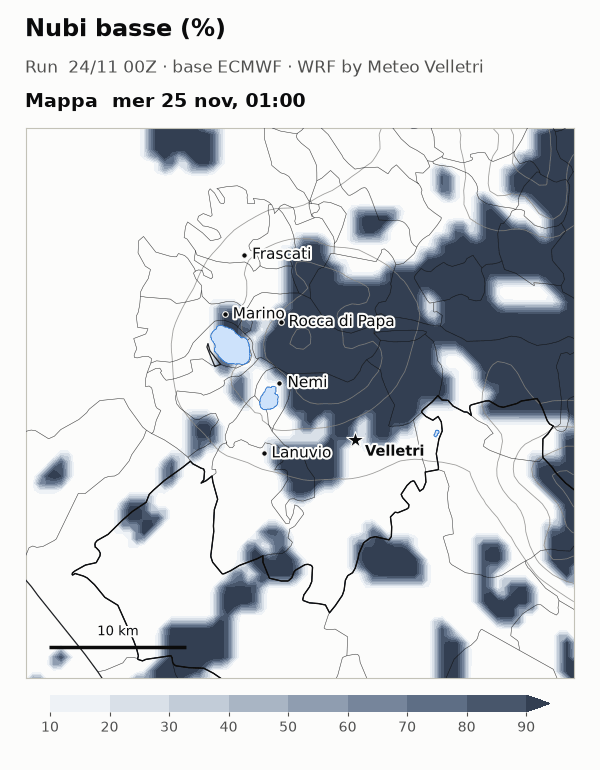 Nubi basse (%)
Run  24/11 00Z · base ECMWF · WRF by Meteo Velletri
Mappa  mer 25 nov, 01:00
Frascati
Marino
Rocca di Papa
Nemi
Velletri
Lanuvio
10 km
10 20 30 40 50 60 70 80 90